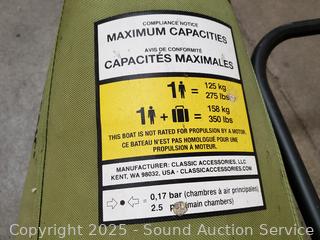 COMPLIANCE NOTICE
MAXIMUM CAPACITIES
AVIS DE CONFORMITÉ
CAPACITÉS MAXIMALES
1 = 125 kg
275 lbs
1 + = 158 kg
350 lbs
THIS BOAT IS NOT RATED FOR PROPULSION BY A MOTOR.
CE BATEAU N'EST PAS HOMOLOGUÉ POUR UNE
PROPULSION À MOTEUR.
MANUFACTURER: CLASSIC ACCESSORIES, LLC
KENT, WA 98032, USA · CLASSICACCESSORIES.COM
= 0,17 bar (chambres à air principales)
2.5 (main chambers)
Copyright 2025 - Sound Auction Service